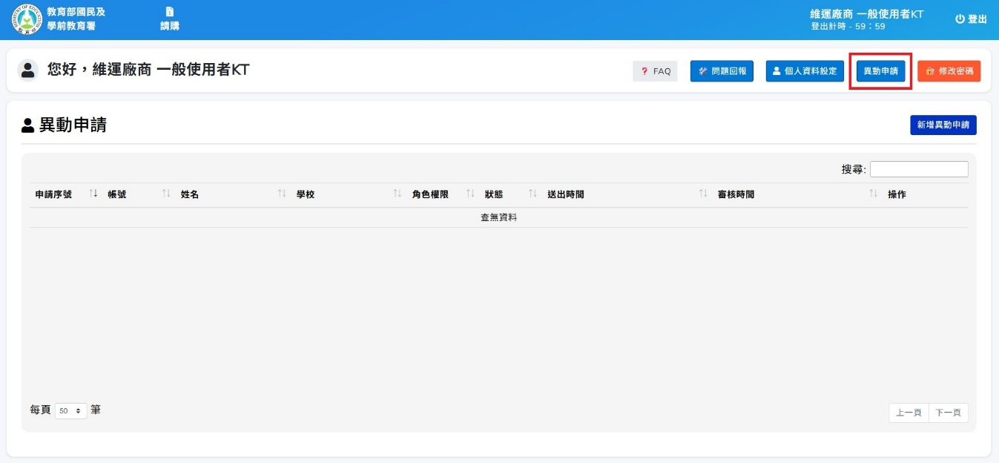 教育部國民及
學前教育署
請購
維運廠商 一般使用者KT
登出計時 - 59：59
登出
您好，維運廠商 一般使用者KT
? FAQ
問題回報
個人資料設定
異動申請
修改密碼
異動申請
新增異動申請
搜尋:
申請序號 帳號 姓名 學校 角色權限 狀態 送出時間 審核時間 操作
查無資料
每頁 50 筆
上一頁 下一頁